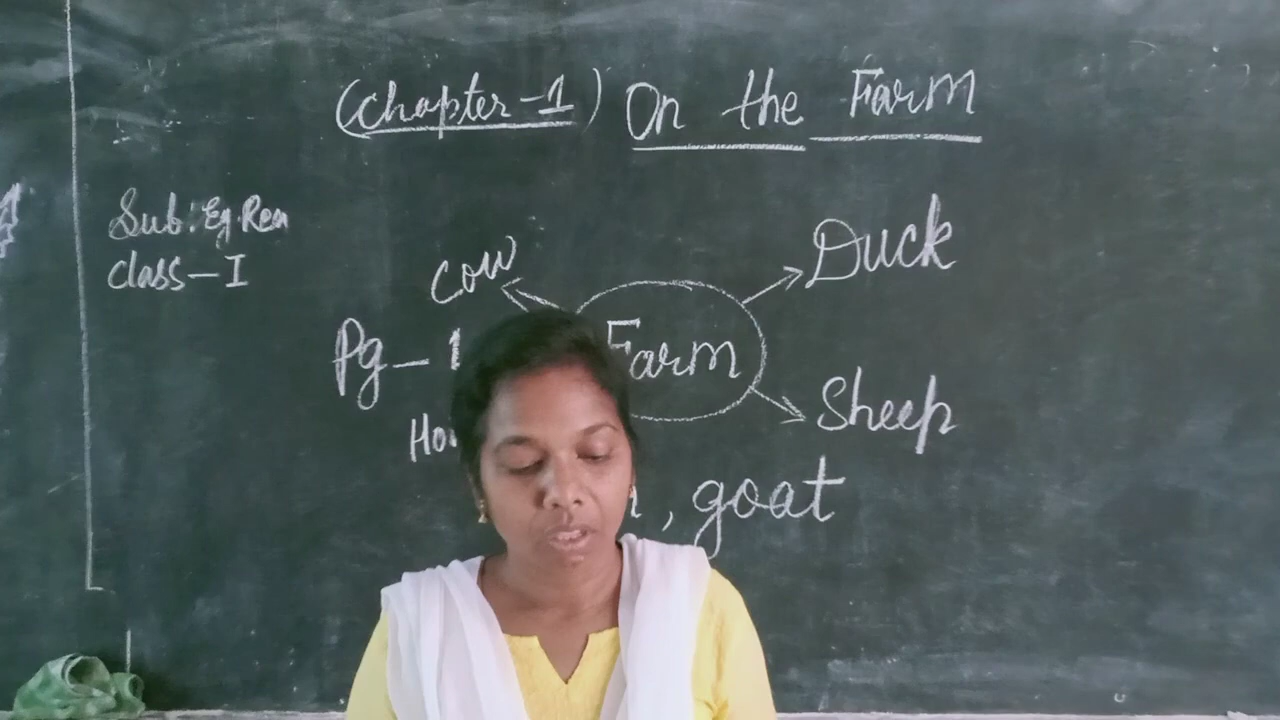 (Chapter-1) On the Farm
Sub: Eg. Rea
Class-I
Cow
Duck
Farm
Pg-1
Sheep
goat